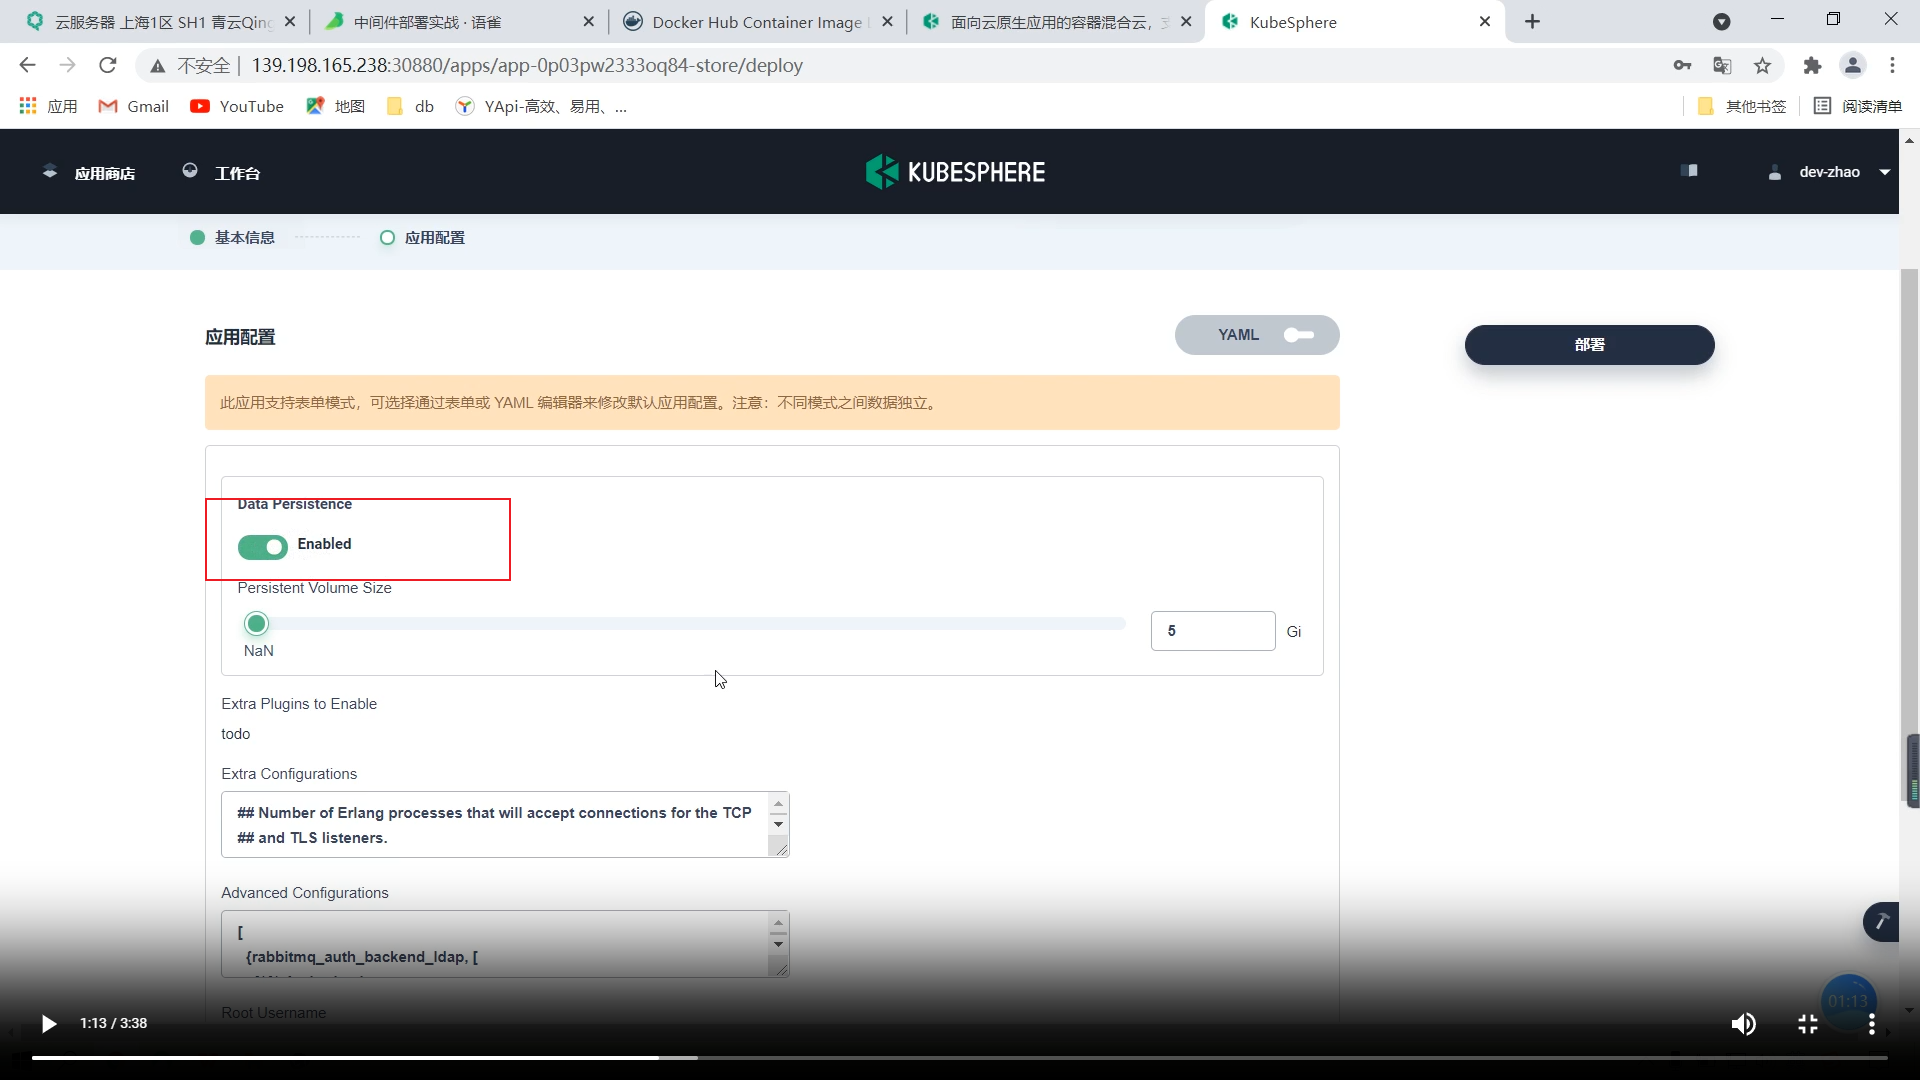 云服务器 上海1区 SH1 青云Qing
中间件部署实战 · 语雀
Docker Hub Container Image
面向云原生应用的容器混合云，
KubeSphere
不安全
139.198.165.238:30880/apps/app-0p03pw2333oq84-store/deploy
应用
Gmail
YouTube
地图
db
YApi-高效、易用、...
其他书签
阅读清单
应用商店
工作台
KUBESPHERE
dev-zhao
基本信息
应用配置
应用配置
YAML
部署
此应用支持表单模式，可选择通过表单或 YAML 编辑器来修改默认应用配置。注意：不同模式之间数据独立。
Data Persistence
Enabled
Persistent Volume Size
5
Gi
NaN
Extra Plugins to Enable
todo
Extra Configurations
## Number of Erlang processes that will accept connections for the TCP
## and TLS listeners.
Advanced Configurations
[
{rabbitmq_auth_backend_ldap, [
Root Username
01:13
1:13 / 3:38